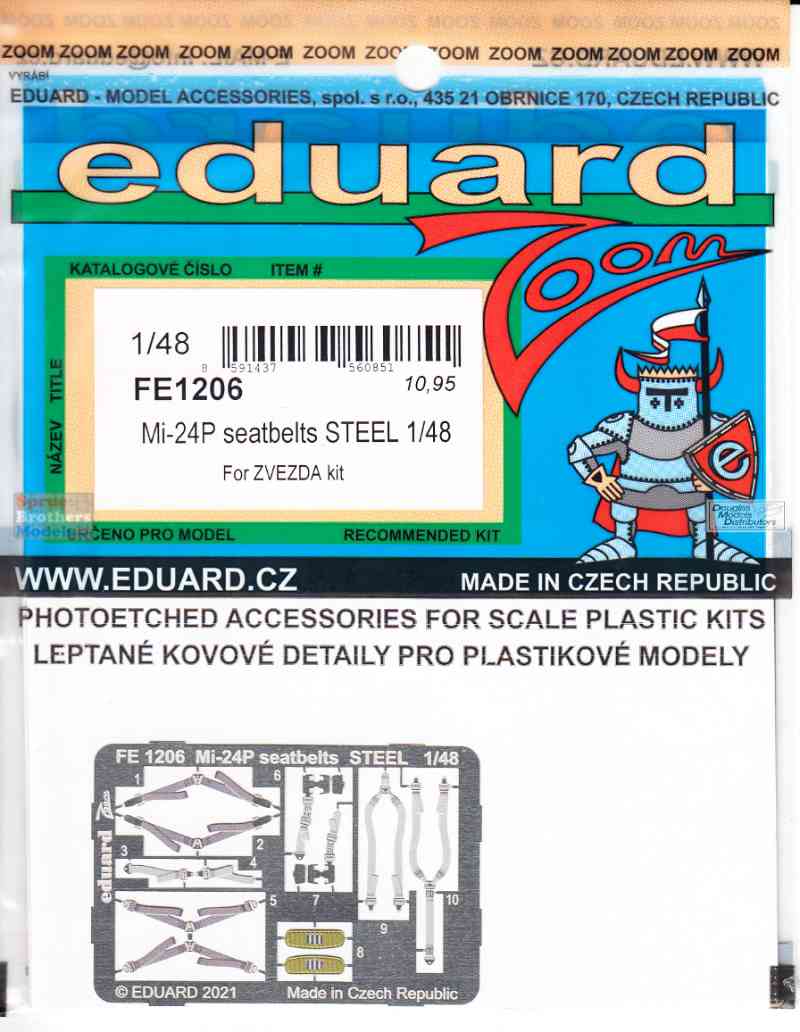 ZOOM ZOOM ZOOM ZOOM ZOOM ZOOM ZOOM ZOOM ZOOM ZOOM ZOOM ZOOM ZOOM
VYRÁBÍ
EDUARD - MODEL ACCESSORIES, spol. s r.o., 435 21 OBRNICE 170, CZECH REPUBLIC
eduard
Zoom
KATALOGOVÉ ČÍSLO ITEM #
NÁZEV TITLE
1/48
8 591437 560851
FE1206 10,95
Mi-24P seatbelts STEEL 1/48
For ZVEZDA kit
e
Sprue
Brothers
Models
URČENO PRO MODEL RECOMMENDED KIT
Douglas
Models
Distributors
WWW.EDUARD.CZ MADE IN CZECH REPUBLIC
PHOTOETCHED ACCESSORIES FOR SCALE PLASTIC KITS
LEPTANÉ KOVOVÉ DETAILY PRO PLASTIKOVÉ MODELY
FE 1206 Mi-24P seatbelts STEEL 1/48
1
6
2
3
4
5
7
8
9
10
Zoom
eduard
© EDUARD 2021 Made in Czech Republic